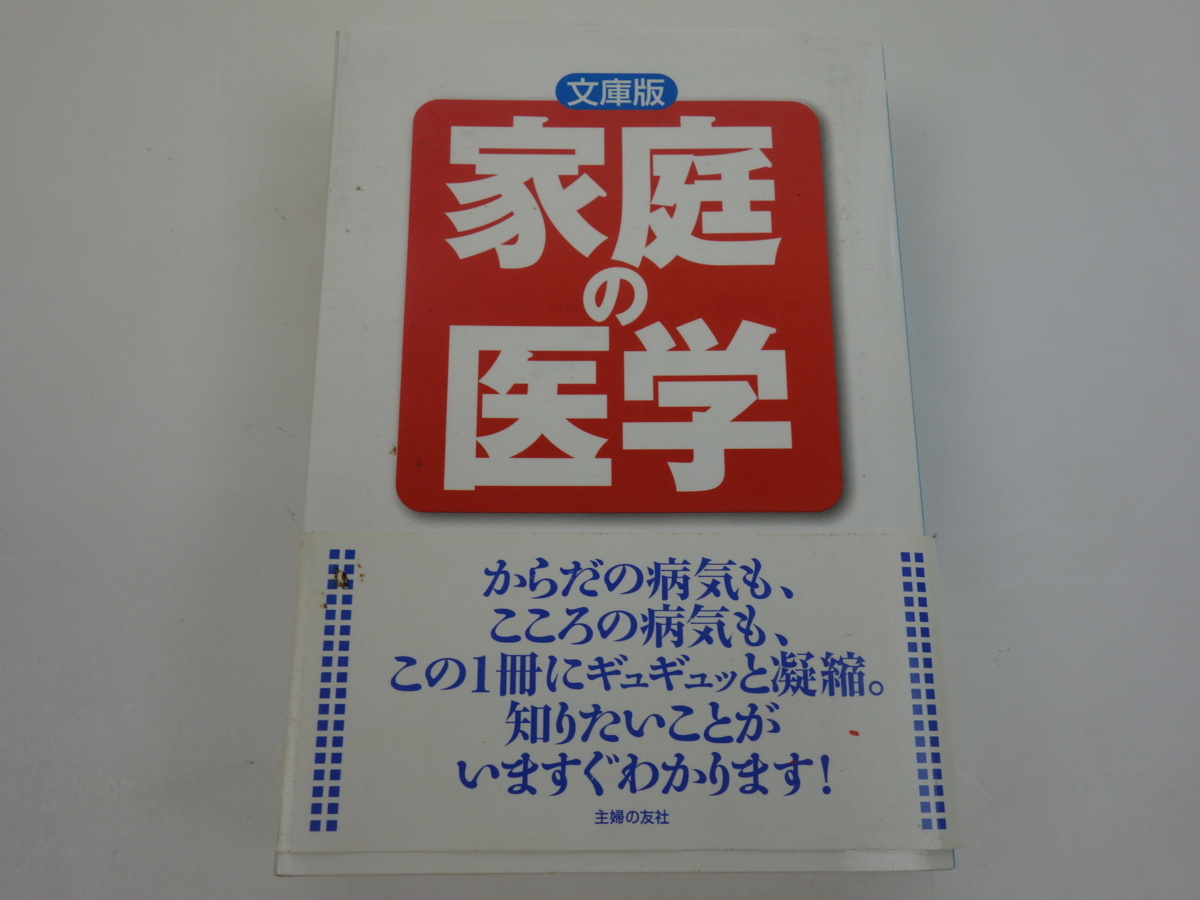 文庫版
家庭
の
医学
からだの病気も、
こころの病気も、
この1冊にギュギュッと凝縮。
知りたいことが
いますぐわかります!
主婦の友社